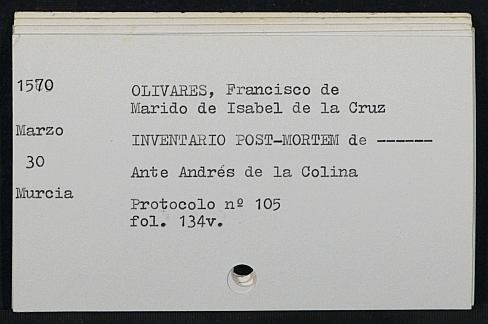 1570
OLIVARES, Francisco de
Marido de Isabel de la Cruz
Marzo
INVENTARIO POST-MORTEM de ------
30
Ante Andrés de la Colina
Murcia
Protocolo nº 105
fol. 134v.